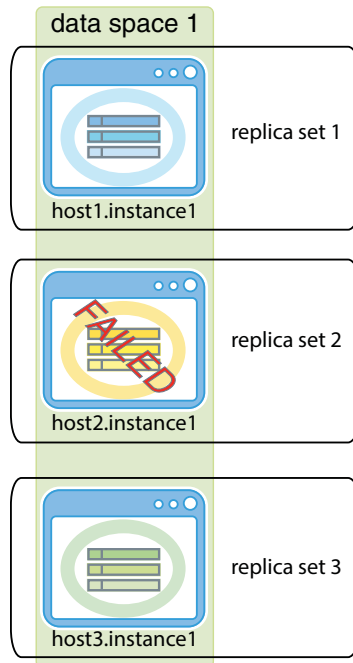 data space 1
replica set 1
host1.instance1
FAILED
replica set 2
host2.instance1
replica set 3
host3.instance1